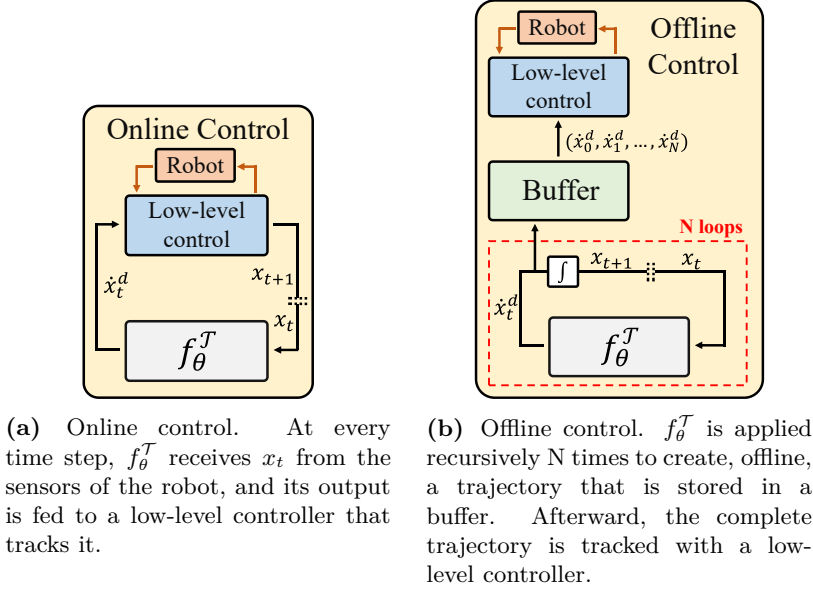 Online Control
Robot
Low-level
control
ẋ_t^d
x_{t+1}
x_t
f_θ^𝒯
(a) Online control. At every
time step, f_θ^𝒯 receives x_t from the
sensors of the robot, and its output
is fed to a low-level controller that
tracks it.
Offline
Control
Robot
Low-level
control
(ẋ_0^d, ẋ_1^d, ..., ẋ_N^d)
Buffer
N loops
∫
x_{t+1}
x_t
ẋ_t^d
f_θ^𝒯
(b) Offline control. f_θ^𝒯 is applied
recursively N times to create, offline,
a trajectory that is stored in a
buffer. Afterward, the complete
trajectory is tracked with a low-
level controller.